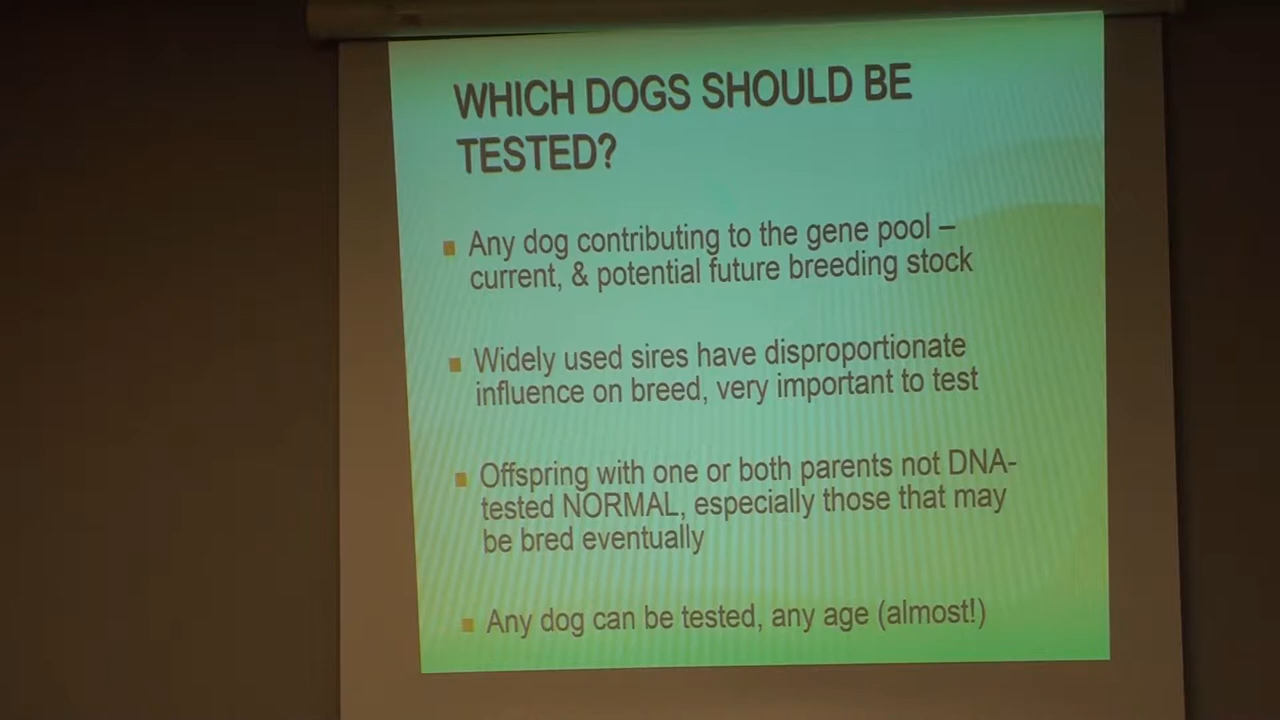 WHICH DOGS SHOULD BE
TESTED?
Any dog contributing to the gene pool –
current, & potential future breeding stock
Widely used sires have disproportionate
influence on breed, very important to test
Offspring with one or both parents not DNA-
tested NORMAL, especially those that may
be bred eventually
Any dog can be tested, any age (almost!)